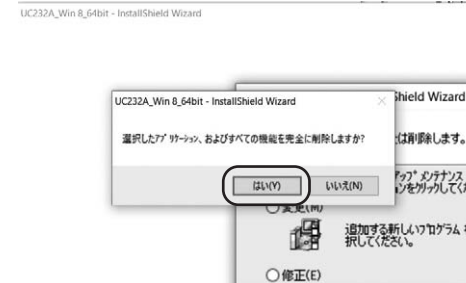 UC232A_Win 8_64bit - InstallShield Wizard
UC232A_Win 8_64bit - InstallShield Wizard
Shield Wizard
選択したｱﾌﾟﾘｹｰｼｮﾝ、およびすべての機能を完全に削除しますか?
は削除します。
はい(Y)
いいえ(N)
ｱｯﾌﾟ ﾒﾝﾃﾅﾝｽ
ﾝをｸﾘｯｸしてく
変更(M)
追加する新しいﾌﾟﾛｸﾞﾗﾑ
択してください。
修正(E)